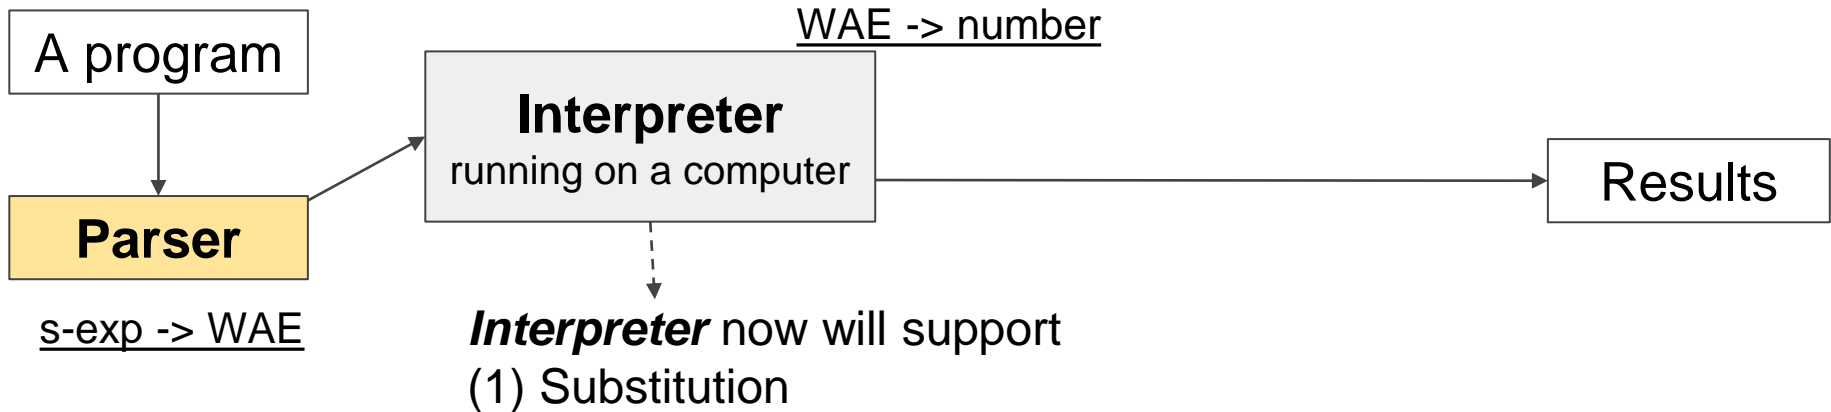 A program
WAE -> number
Interpreter
running on a computer
Results
Parser
s-exp -> WAE
Interpreter now will support
(1) Substitution